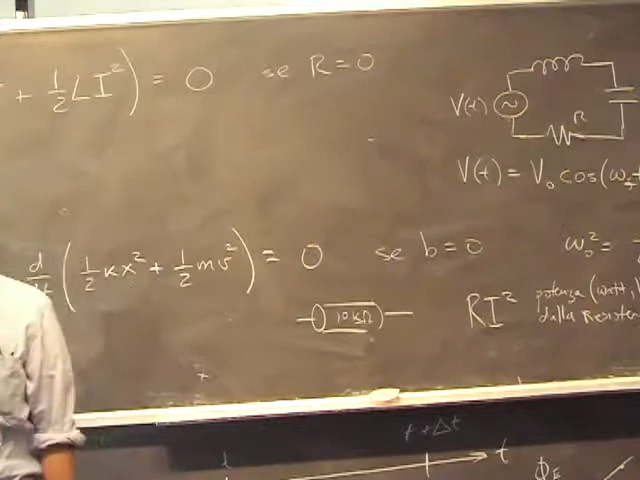 + ½LI²) = 0 se R = 0
V(t) ~ R
V(t) = V₀ cos(ω
d/dt (½kx² + ½mv²) = 0 se b = 0 ω₀² =
10 kΩ RI² potenza (watt,
dalla Resisten
t t + Δt t Φ_E